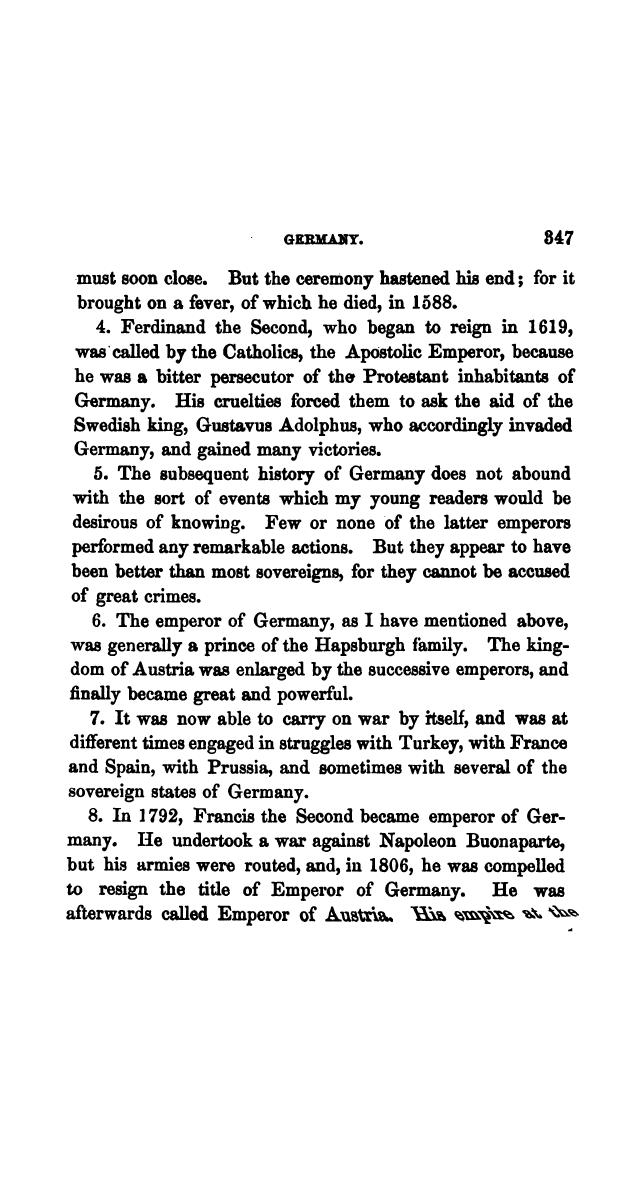 GERMANY. 347
must soon close. But the ceremony hastened his end; for it
brought on a fever, of which he died, in 1588.
4. Ferdinand the Second, who began to reign in 1619,
was called by the Catholics, the Apostolic Emperor, because
he was a bitter persecutor of the Protestant inhabitants of
Germany. His cruelties forced them to ask the aid of the
Swedish king, Gustavus Adolphus, who accordingly invaded
Germany, and gained many victories.
5. The subsequent history of Germany does not abound
with the sort of events which my young readers would be
desirous of knowing. Few or none of the latter emperors
performed any remarkable actions. But they appear to have
been better than most sovereigns, for they cannot be accused
of great crimes.
6. The emperor of Germany, as I have mentioned above,
was generally a prince of the Hapsburgh family. The king-
dom of Austria was enlarged by the successive emperors, and
finally became great and powerful.
7. It was now able to carry on war by itself, and was at
different times engaged in struggles with Turkey, with France
and Spain, with Prussia, and sometimes with several of the
sovereign states of Germany.
8. In 1792, Francis the Second became emperor of Ger-
many. He undertook a war against Napoleon Buonaparte,
but his armies were routed, and, in 1806, he was compelled
to resign the title of Emperor of Germany. He was
afterwards called Emperor of Austria. His empire at the